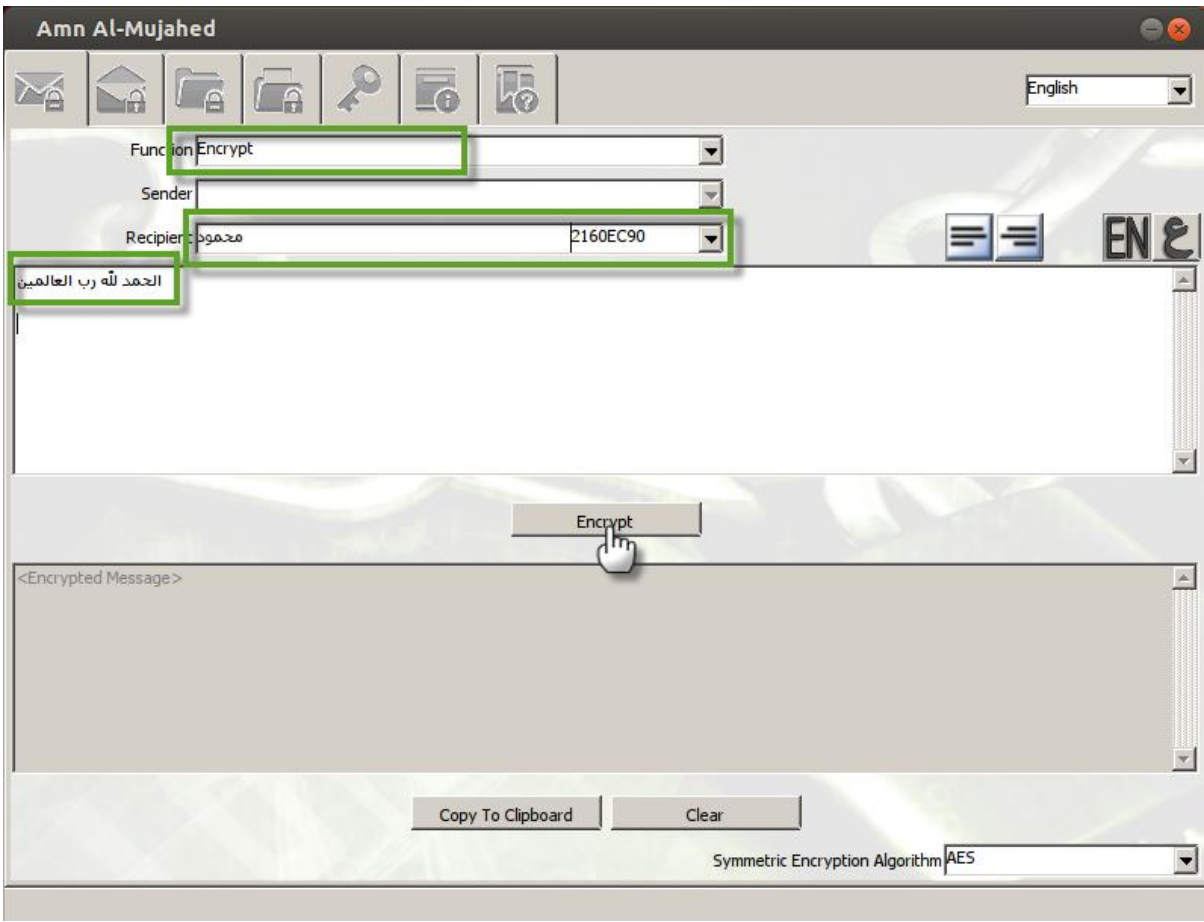 Amn Al-Mujahed
English
Function Encrypt
Sender
Recipient محمود 2160EC90
EN ع
الحمد لله رب العالمين
Encrypt
<Encrypted Message>
Copy To Clipboard Clear
Symmetric Encryption Algorithm AES